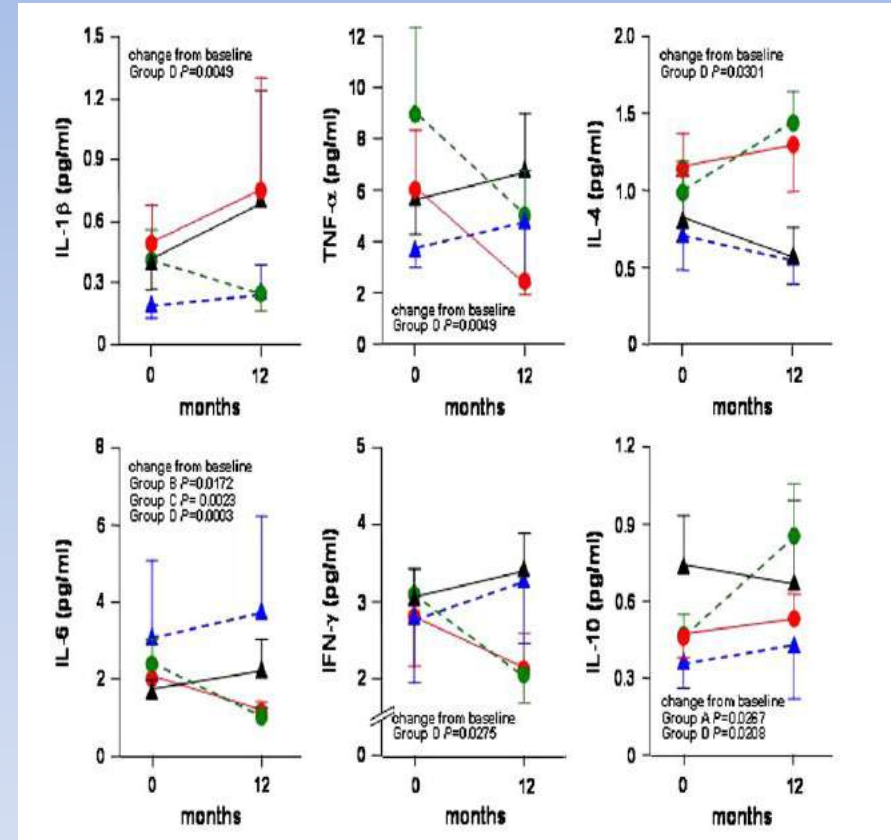 1.5
1.2
0.9
0.6
0.3
0
IL-1β (pg/ml)
change from baseline
Group D P=0.0049
0 12
months
12
10
8
6
4
2
0
TNF-α (pg/ml)
change from baseline
Group D P=0.0049
0 12
months
2.0
1.5
1.0
0.5
0
IL-4 (pg/ml)
change from baseline
Group D P=0.0301
0 12
months
8
6
4
2
0
IL-6 (pg/ml)
change from baseline
Group B P=0.0172
Group C P= 0.0023
Group D P=0.0003
0 12
months
5
4
3
2
0
IFN-γ (pg/ml)
change from baseline
Group D P=0.0275
0 12
months
1.2
0.9
0.6
0.3
0
IL-10 (pg/ml)
change from baseline
Group A P=0.0267
Group D P=0.0208
0 12
months